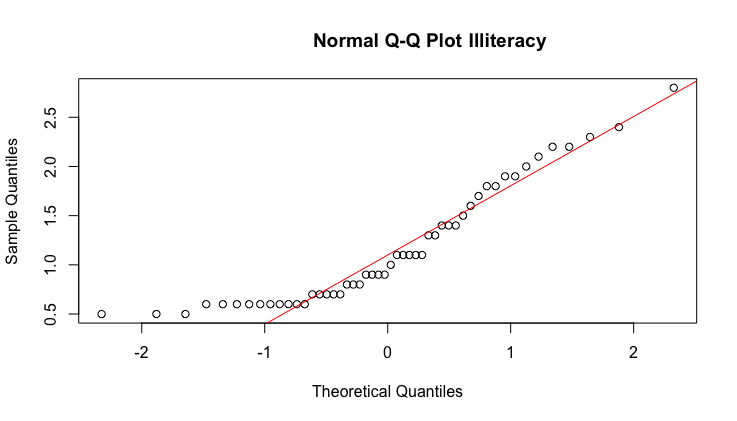 Normal Q-Q Plot Illiteracy
Sample Quantiles
2.5
2.0
1.5
1.0
0.5
-2 -1 0 1 2
Theoretical Quantiles